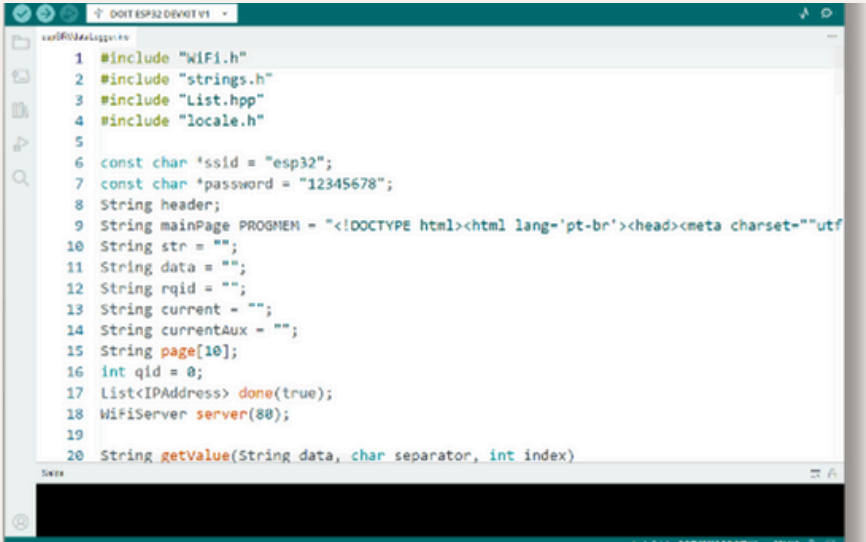 DOIT ESP32 DEVKIT V1
1 #include "WiFi.h"
2 #include "strings.h"
3 #include "List.hpp"
4 #include "locale.h"
5
6 const char *ssid = "esp32";
7 const char *password = "12345678";
8 String header;
9 String mainPage PROGMEM = "<!DOCTYPE html><html lang='pt-br'><head><meta charset=""utf
10 String str = "";
11 String data = "";
12 String rqid = "";
13 String current = "";
14 String currentAux = "";
15 String page[10];
16 int qid = 0;
17 List<IPAddress> done(true);
18 WiFiServer server(80);
19
20 String getValue(String data, char separator, int index)